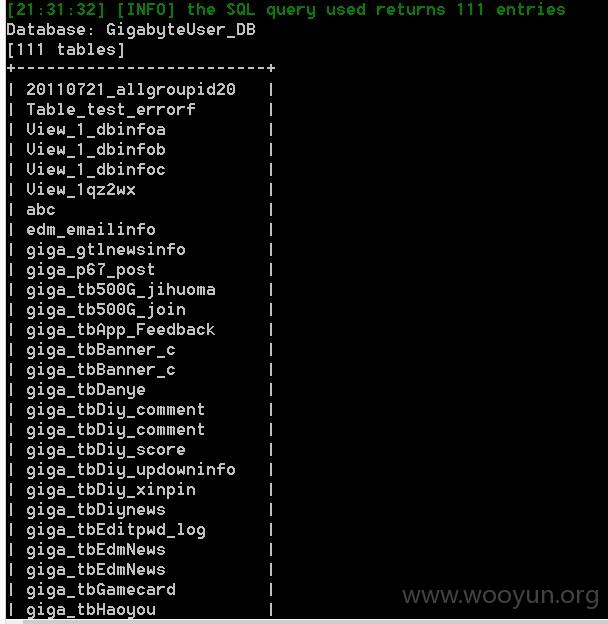 [21:31:32] [INFO] the SQL query used returns 111 entries
Database: GigabyteUser_DB
[111 tables]
+-------------------------+
| 20110721_allgroupid20 |
| Table_test_errorf |
| View_1_dbinfoa |
| View_1_dbinfob |
| View_1_dbinfoc |
| View_1qz2wx |
| abc |
| edm_emailinfo |
| giga_gtlnewsinfo |
| giga_p67_post |
| giga_tb500G_jihuoma |
| giga_tb500G_join |
| giga_tbApp_Feedback |
| giga_tbBanner_c |
| giga_tbBanner_c |
| giga_tbDanye |
| giga_tbDiy_comment |
| giga_tbDiy_comment |
| giga_tbDiy_score |
| giga_tbDiy_updowninfo |
| giga_tbDiy_xinpin |
| giga_tbDiynews |
| giga_tbEditpwd_log |
| giga_tbEdmNews |
| giga_tbEdmNews |
| giga_tbGamecard |
| giga_tbHaoyou |
www.wooyun.org